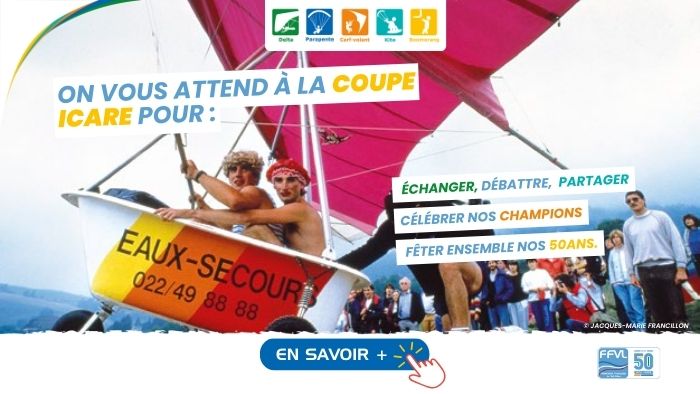 Delta Parapente Cerf-volant Kite Boomerang
ON VOUS ATTEND À LA COUPE
ICARE POUR :
ÉCHANGER, DÉBATTRE, PARTAGER
CÉLÉBRER NOS CHAMPIONS
FÊTER ENSEMBLE NOS 50ANS.
EAUX-SECOURS
022/49 88 88
© JACQUES-MARIE FRANCILLON
EN SAVOIR +
FFVL 50